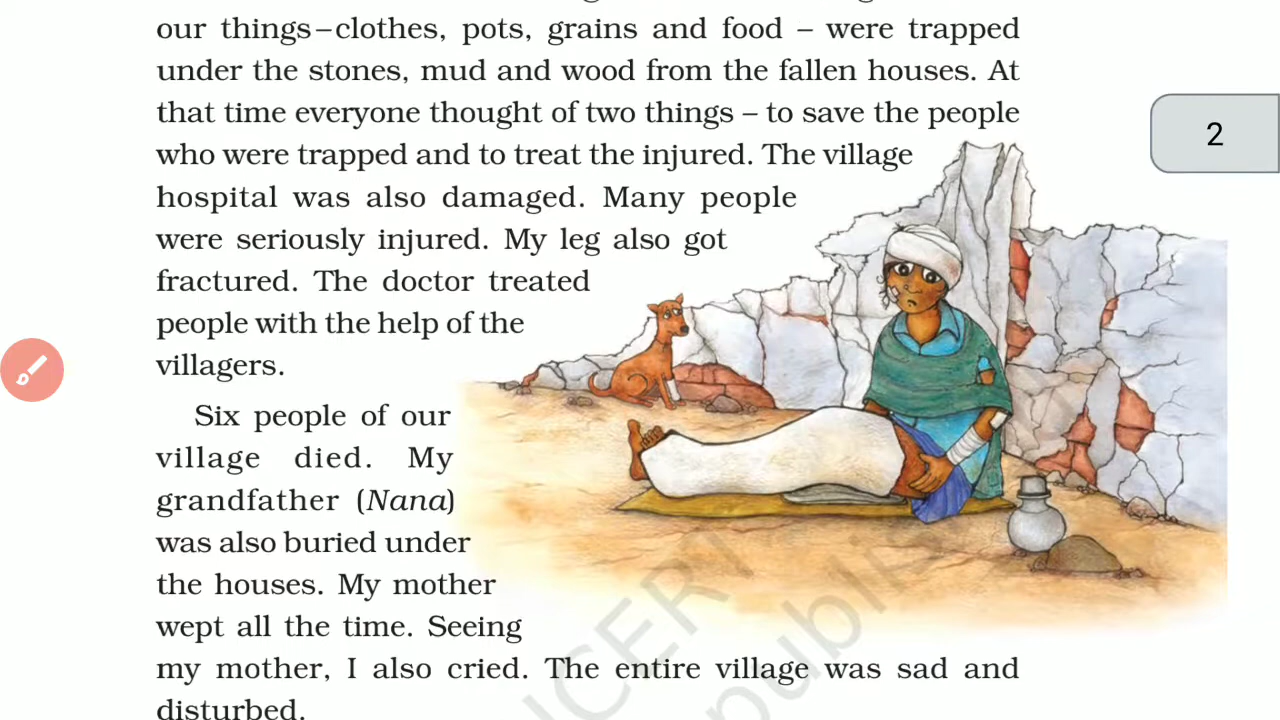 our things–clothes, pots, grains and food – were trapped
under the stones, mud and wood from the fallen houses. At
that time everyone thought of two things – to save the people
who were trapped and to treat the injured. The village
hospital was also damaged. Many people
were seriously injured. My leg also got
fractured. The doctor treated
people with the help of the
villagers.
Six people of our
village died. My
grandfather (Nana)
was also buried under
the houses. My mother
wept all the time. Seeing
my mother, I also cried. The entire village was sad and
disturbed.
2